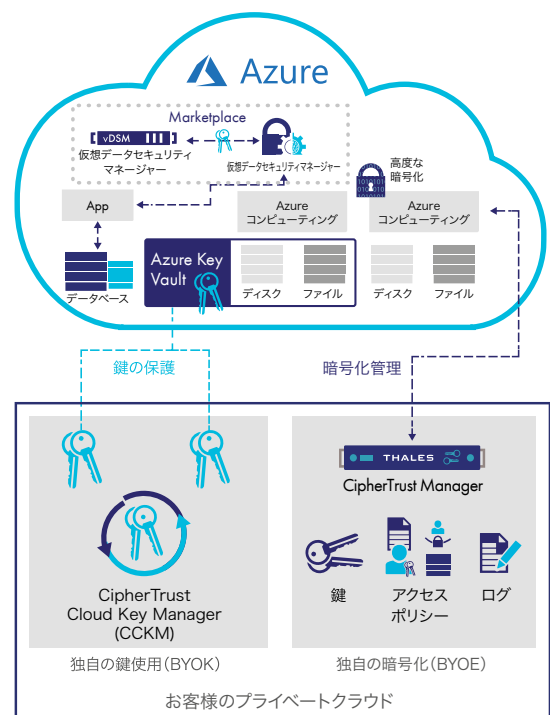 Azure
Marketplace
vDSM
仮想データセキュリティ
マネージャー
仮想データセキュリティマネージャー
高度な
暗号化
App
Azure
コンピューティング
Azure
コンピューティング
データベース
Azure Key
Vault
ディスク
ファイル
ディスク
ファイル
鍵の保護
暗号化管理
THALES
CipherTrust Manager
鍵
アクセス
ポリシー
ログ
CipherTrust
Cloud Key Manager
(CCKM)
独自の鍵使用(BYOK)
独自の暗号化(BYOE)
お客様のプライベートクラウド